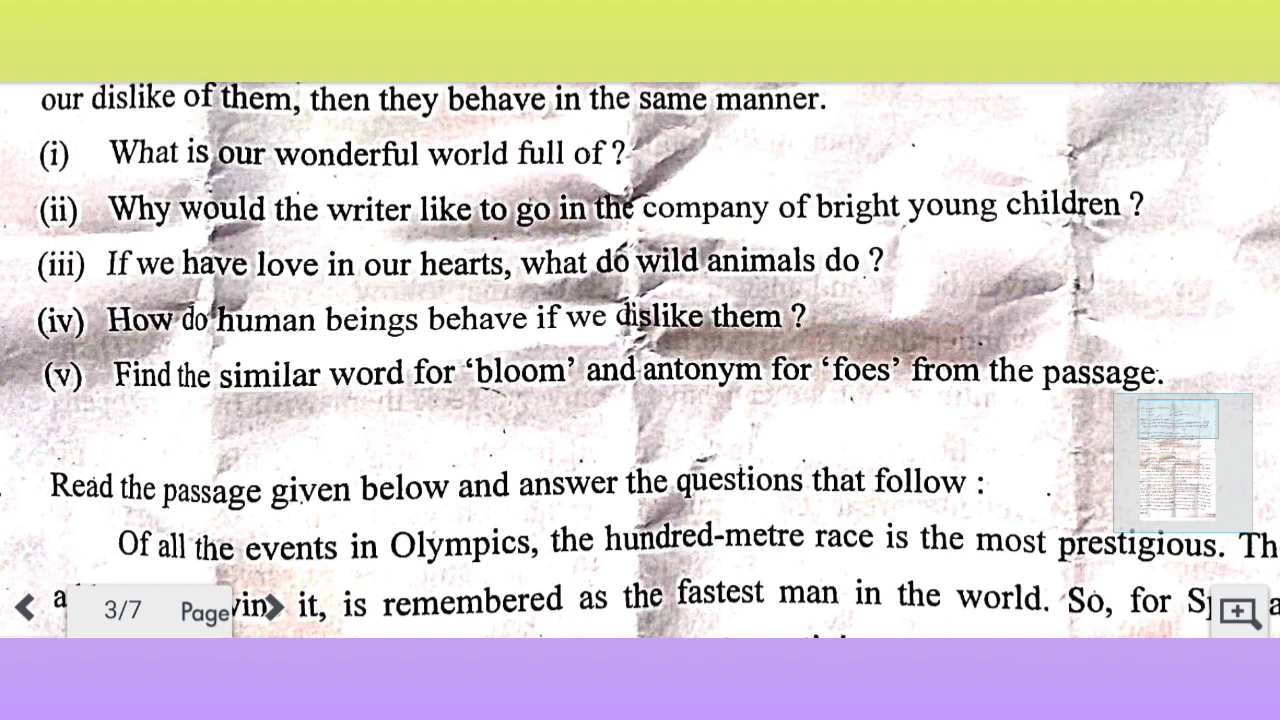 our dislike of them, then they behave in the same manner.
(i) What is our wonderful world full of ?
(ii) Why would the writer like to go in the company of bright young children ?
(iii) If we have love in our hearts, what do wild animals do ?
(iv) How do human beings behave if we dislike them ?
(v) Find the similar word for ‘bloom’ and antonym for ‘foes’ from the passage.
Read the passage given below and answer the questions that follow :
Of all the events in Olympics, the hundred-metre race is the most prestigious. Th
it, is remembered as the fastest man in the world. So, for
3/7 Page